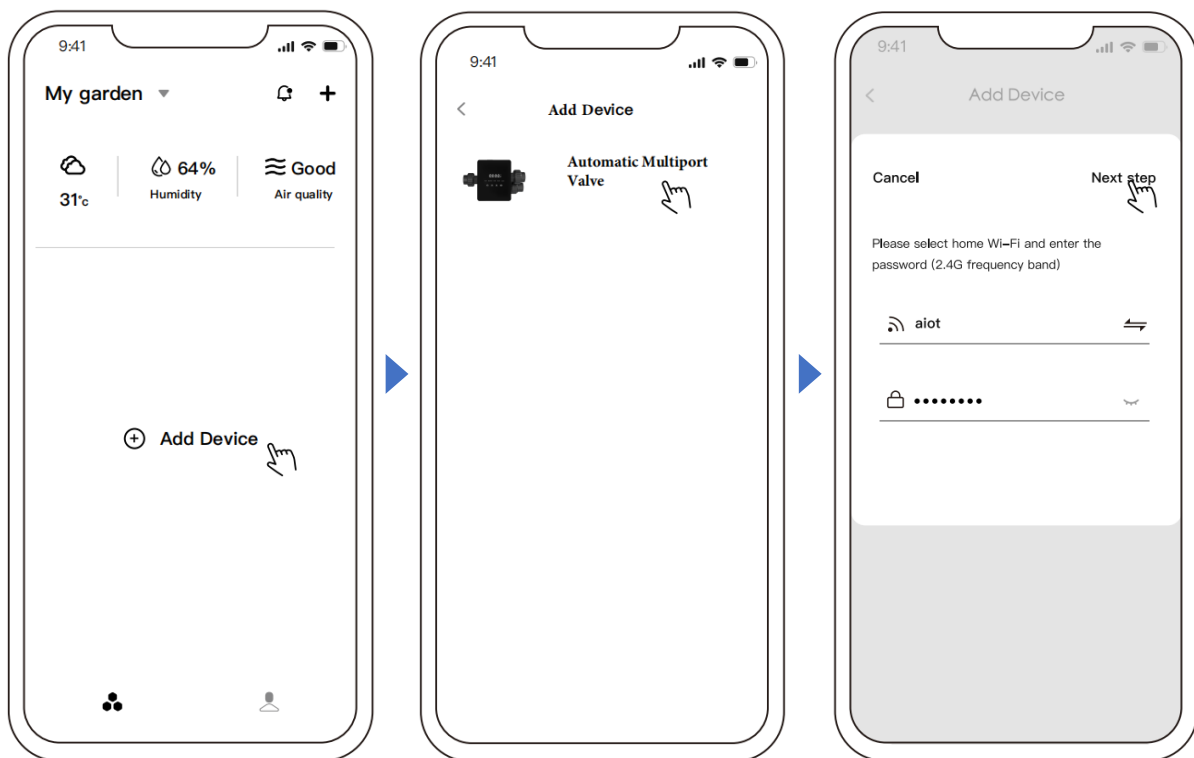 9:41
My garden
31°c
64%
Humidity
Good
Air quality
Add Device
9:41
Add Device
Automatic Multiport
Valve
9:41
Add Device
Cancel
Next step
Please select home Wi-Fi and enter the
password (2.4G frequency band)
aiot